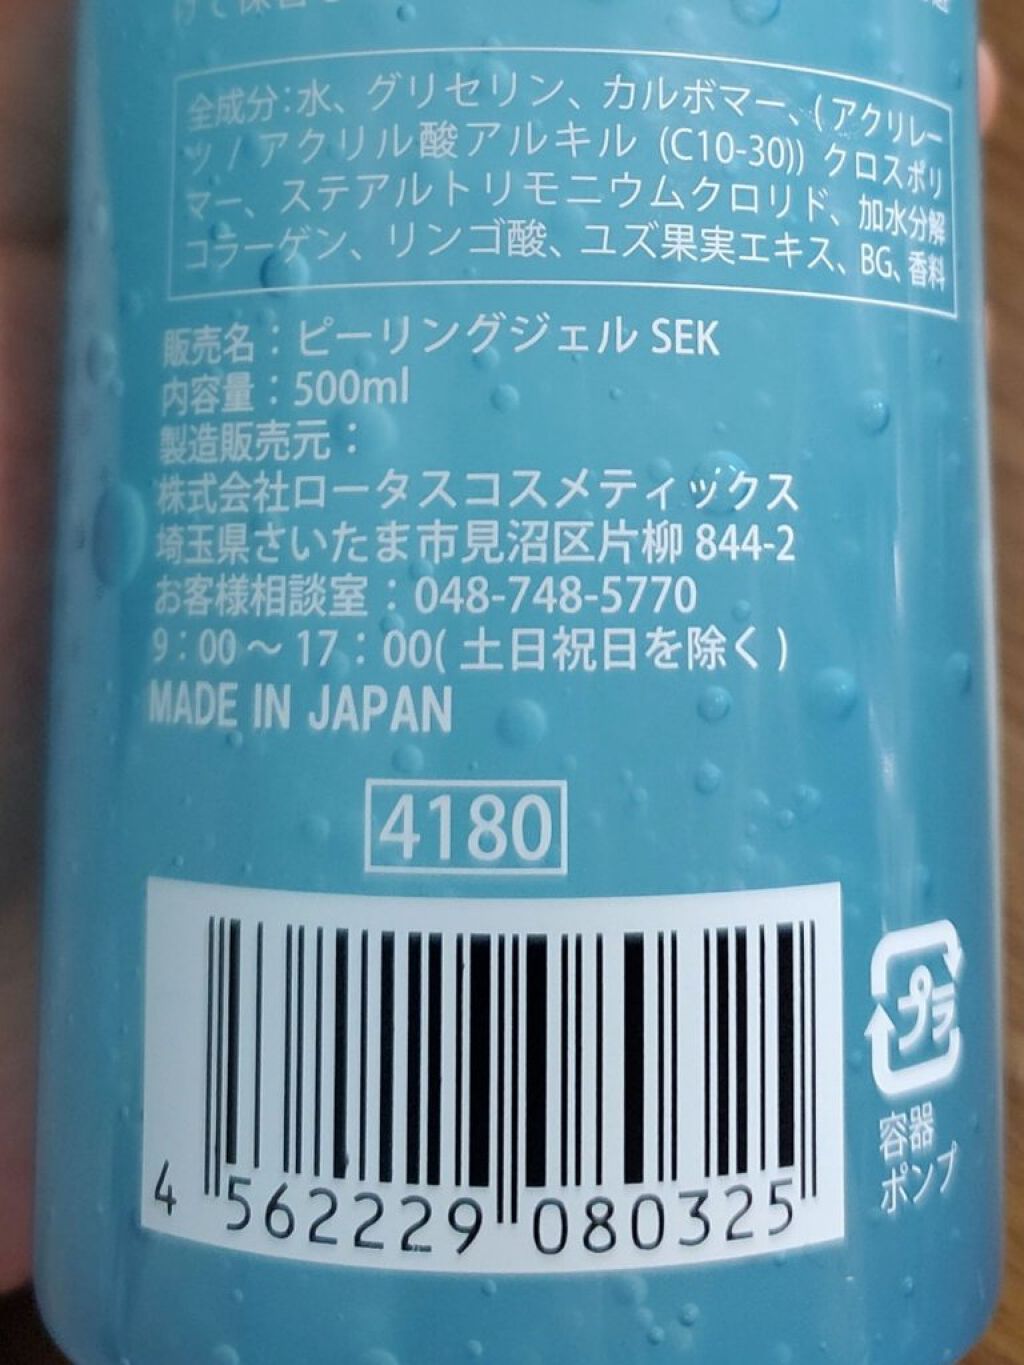 全成分：水、グリセリン、カルボマー、(アクリレー
ツ / アクリル酸アルキル (C10-30)) クロスポリ
マー、ステアルトリモニウムクロリド、加水分解
コラーゲン、リンゴ酸、ユズ果実エキス、BG、香料
販売名：ピーリングジェル SEK
内容量：500ml
製造販売元：
株式会社ロータスコスメティックス
埼玉県さいたま市見沼区片柳 844-2
お客様相談室：048-748-5770
9：00～17：00(土日祝日を除く)
MADE IN JAPAN
4180
4 562229 080325
プラ
容器
ポンプ